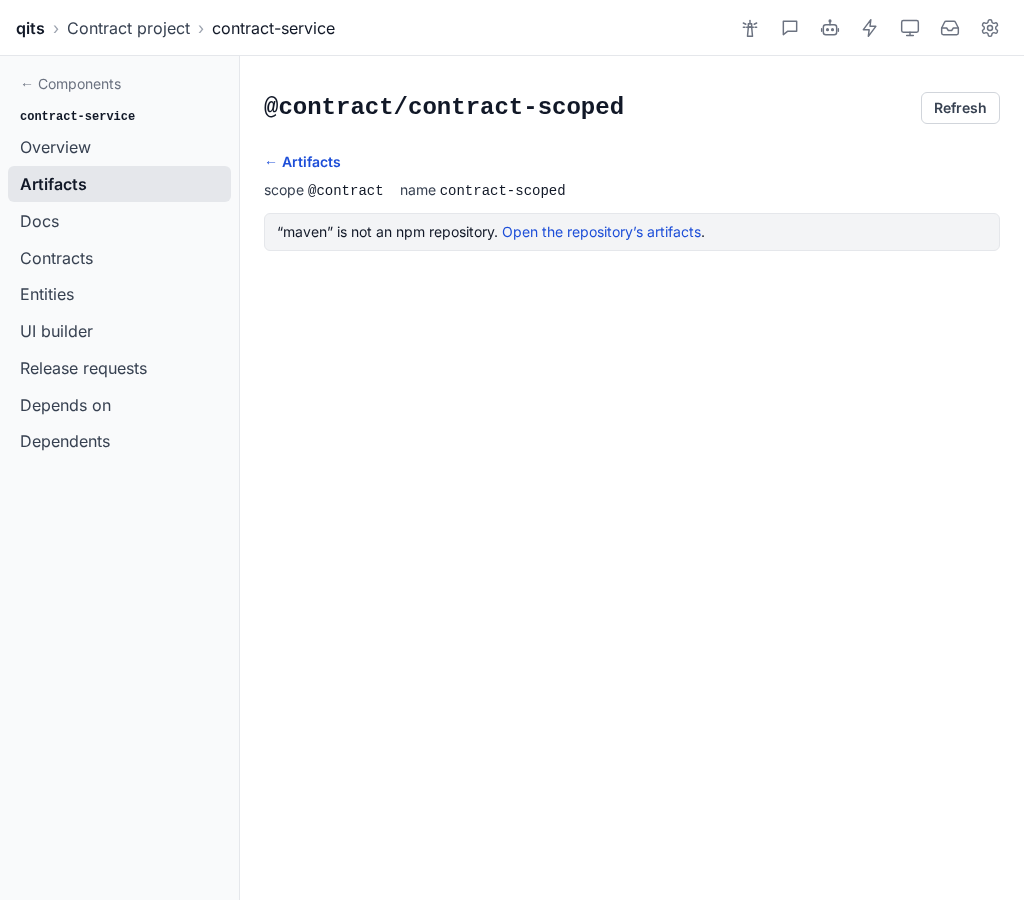 qits › Contract project › contract-service
← Components
contract-service
Overview
Artifacts
Docs
Contracts
Entities
UI builder
Release requests
Depends on
Dependents
@contract/contract-scoped
Refresh
← Artifacts
scope @contract name contract-scoped
“maven” is not an npm repository. Open the repository’s artifacts.